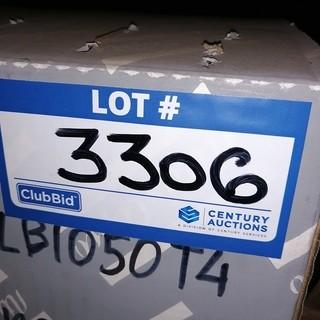 LOT #
3306
ClubBid
CENTURY
AUCTIONS
A DIVISION OF CENTURY SERVICES
LB1050T4